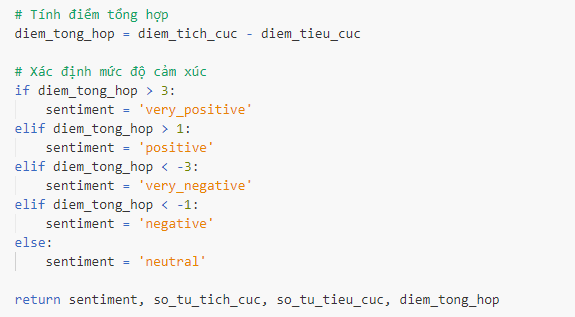 # Tính điểm tổng hợp
diem_tong_hop = diem_tich_cuc - diem_tieu_cuc

# Xác định mức độ cảm xúc
if diem_tong_hop > 3:
    sentiment = 'very_positive'
elif diem_tong_hop > 1:
    sentiment = 'positive'
elif diem_tong_hop < -3:
    sentiment = 'very_negative'
elif diem_tong_hop < -1:
    sentiment = 'negative'
else:
    sentiment = 'neutral'

return sentiment, so_tu_tich_cuc, so_tu_tieu_cuc, diem_tong_hop